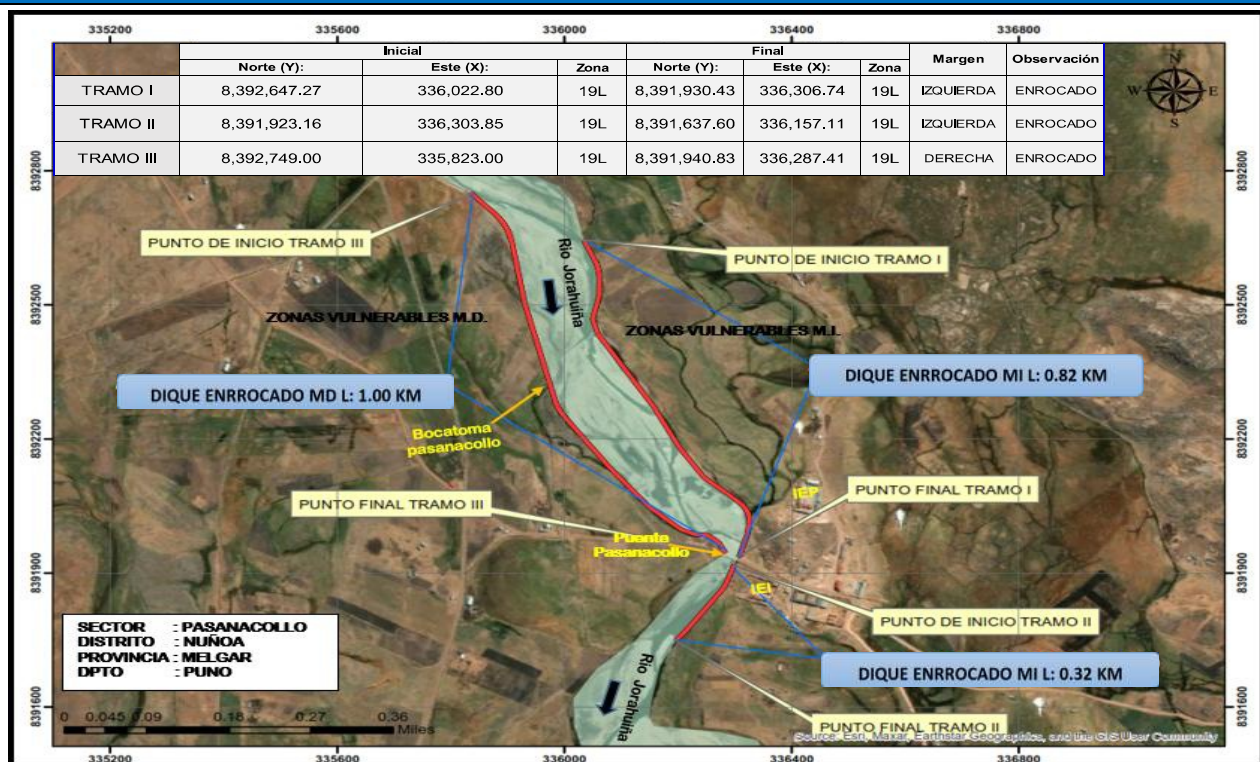 335200 335600 336000 336400 336800
Inicial Final Margen Observación
Norte (Y): Este (X): Zona Norte (Y): Este (X): Zona
TRAMO I 8,392,647.27 336,022.80 19L 8,391,930.43 336,306.74 19L IZQUIERDA ENROCADO
TRAMO II 8,391,923.16 336,303.85 19L 8,391,637.60 336,157.11 19L IZQUIERDA ENROCADO
TRAMO III 8,392,749.00 335,823.00 19L 8,391,940.83 336,287.41 19L DERECHA ENROCADO
N
W E
S
8392800 8392800
PUNTO DE INICIO TRAMO III
Rio Jorahuiña
PUNTO DE INICIO TRAMO I
8392500 8392500
ZONAS VULNERABLES M.D.
ZONAS VULNERABLES M.I.
DIQUE ENRROCADO MD L: 1.00 KM
DIQUE ENRROCADO MI L: 0.82 KM
8392200 8392200
Bocatoma
pasanacollo
PUNTO FINAL TRAMO III
IEP
PUNTO FINAL TRAMO I
Puente
Pasanacollo
8391900 8391900
IEI
PUNTO DE INICIO TRAMO II
SECTOR : PASANACOLLO
DISTRITO : NUÑOA
PROVINCIA : MELGAR
DPTO : PUNO
DIQUE ENRROCADO MI L: 0.32 KM
Rio Jorahuiña
8391600 8391600
0 0.045 0.09 0.18 0.27 0.36
Miles
PUNTO FINAL TRAMO II
Source: Esri, Maxar, Earthstar Geographics, and the GIS User Community
335200 335600 336000 336400 336800